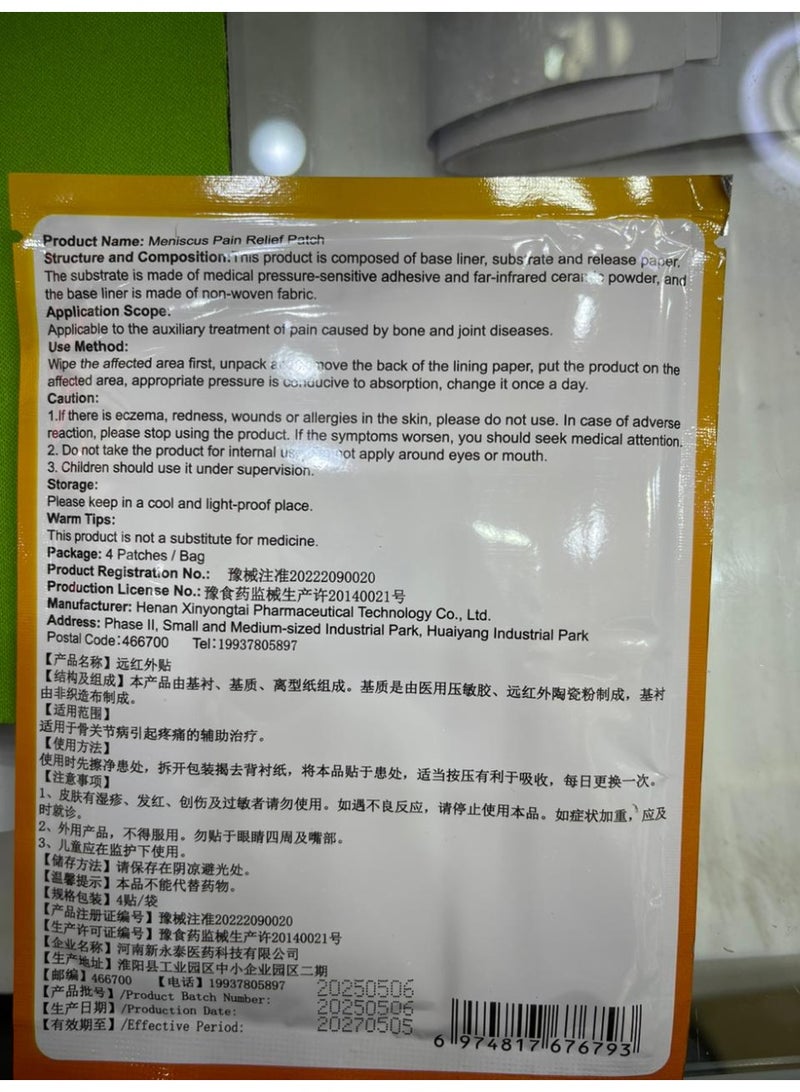 Product Name: Meniscus Pain Relief Patch
Structure and Composition: This product is composed of base liner, substrate and release paper.
The substrate is made of medical pressure-sensitive adhesive and far-infrared ceramic powder, and
the base liner is made of non-woven fabric.
Application Scope:
Applicable to the auxiliary treatment of pain caused by bone and joint diseases.
Use Method:
Wipe the affected area first, unpack move the back of the lining paper, put the product on the
affected area, appropriate pressure is conducive to absorption, change it once a day.
Caution:
1.If there is eczema, redness, wounds or allergies in the skin, please do not use. In case of adverse
reaction, please stop using the product. If the symptoms worsen, you should seek medical attention.
2. Do not take the product for internal not apply around eyes or mouth.
3. Children should use it under supervision.
Storage:
Please keep in a cool and light-proof place.
Warm Tips:
This product is not a substitute for medicine.
Package: 4 Patches / Bag
Product Registration No.: 豫械注准20222090020
Production License No.: 豫食药监械生产许20140021号
Manufacturer: Henan Xinyongtai Pharmaceutical Technology Co., Ltd.
Address: Phase II, Small and Medium-sized Industrial Park, Huaiyang Industrial Park
Postal Code:466700 Tel:19937805897
【产品名称】远红外贴
【结构及组成】本产品由基衬、基质、离型纸组成。基质是由医用压敏胶、远红外陶瓷粉制成，基衬
由非织造布制成。
【适用范围】
适用于骨关节病引起疼痛的辅助治疗。
【使用方法】
使用时先擦净患处，拆开包装揭去背衬纸，将本品贴于患处，适当按压有利于吸收，每日更换一次。
【注意事项】
1、皮肤有湿疹、发红、创伤及过敏者请勿使用。如遇不良反应，请停止使用本品。如症状加重，应及
时就诊。
2、外用产品，不得服用。勿贴于眼睛四周及嘴部。
3、儿童应在监护下使用。
【储存方法】请保存在阴凉避光处。
【温馨提示】本品不能代替药物。
【规格包装】4贴/袋
【产品注册证编号】豫械注准20222090020
【生产许可证编号】豫食药监械生产许20140021号
【企业名称】河南新永泰医药科技有限公司
【生产地址】淮阳县工业园区中小企业园区二期
【邮编】466700 【电话】19937805897
【产品批号】/Product Batch Number: 20250506
【生产日期】/Production Date: 20250506
【有效期至】/Effective Period: 20270505
6 974817 676793